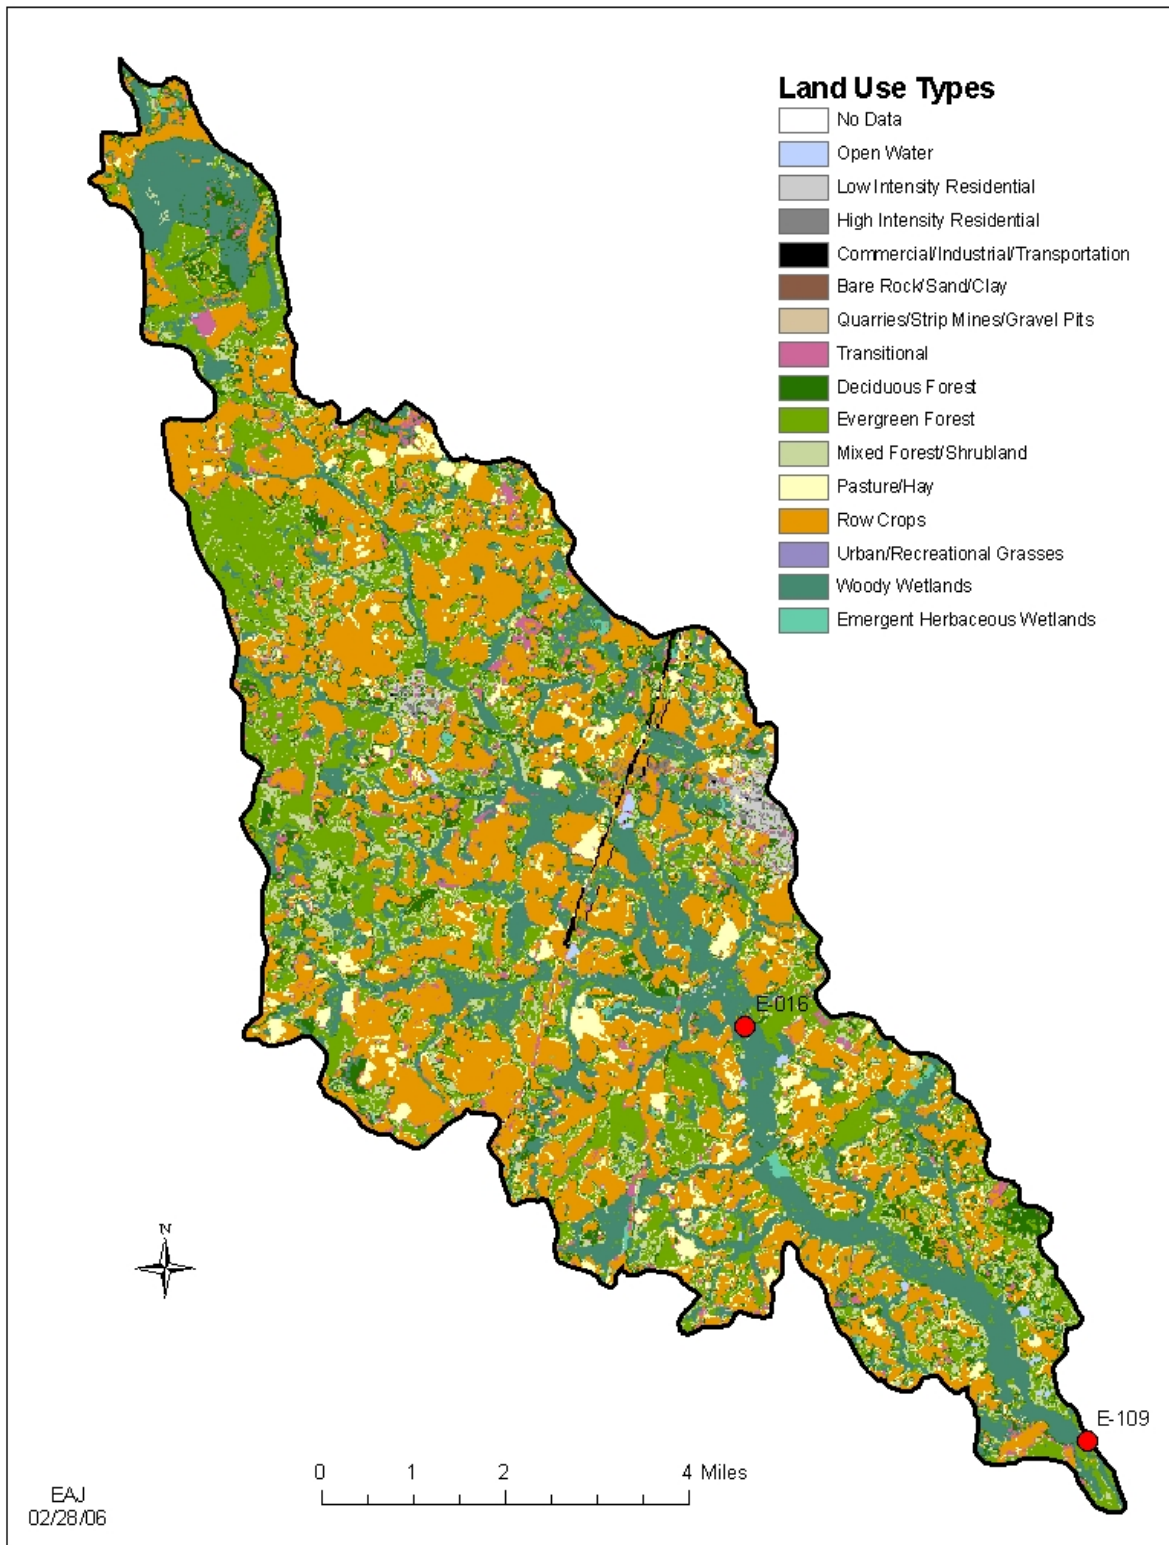 Land Use Types
No Data
Open Water
Low Intensity Residential
High Intensity Residential
Commercial/Industrial/Transportation
Bare Rock/Sand/Clay
Quarries/Strip Mines/Gravel Pits
Transitional
Deciduous Forest
Evergreen Forest
Mixed Forest/Shrubland
Pasture/Hay
Row Crops
Urban/Recreational Grasses
Woody Wetlands
Emergent Herbaceous Wetlands
E-016
N
E-109
0 1 2 4 Miles
EAJ
02/28/06